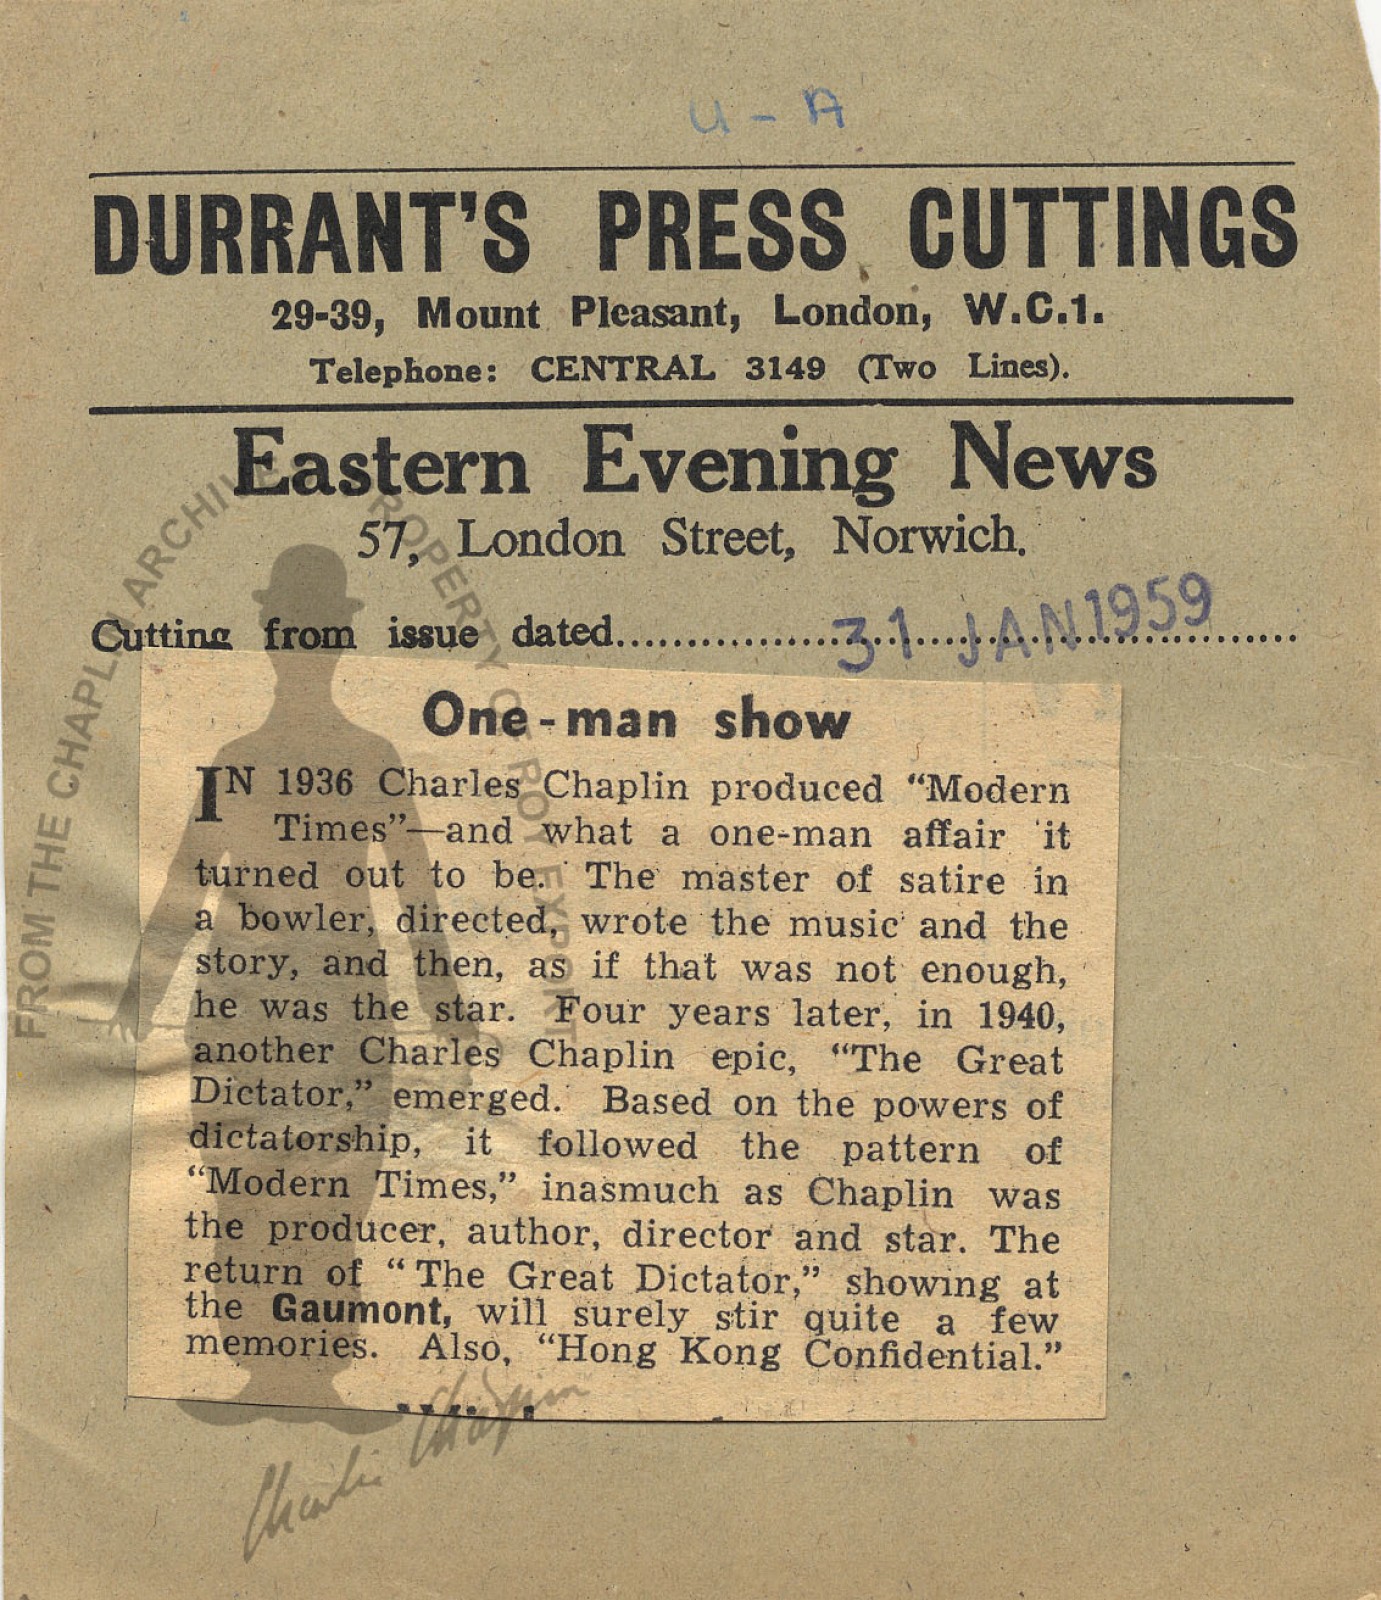 U - A
DURRANT'S PRESS CUTTINGS
29-39, Mount Pleasant, London, W.C.1.
Telephone: CENTRAL 3149 (Two Lines).
Eastern Evening News
57, London Street, Norwich.
Cutting from issue dated 31 JAN 1959
FROM THE CHAPLIN ARCHIVES PROPERTY OF ROY EXPORT
One-man show
IN 1936 Charles Chaplin produced “Modern
Times”—and what a one-man affair it
turned out to be. The master of satire in
a bowler, directed, wrote the music and the
story, and then, as if that was not enough,
he was the star. Four years later, in 1940,
another Charles Chaplin epic, “The Great
Dictator,” emerged. Based on the powers of
dictatorship, it followed the pattern of
“Modern Times,” inasmuch as Chaplin was
the producer, author, director and star. The
return of “The Great Dictator,” showing at
the Gaumont, will surely stir quite a few
memories. Also, “Hong Kong Confidential.”
Charlie Chaplin